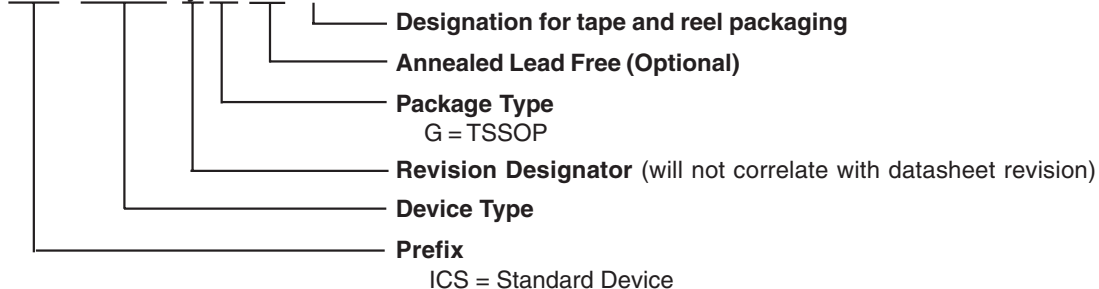 Designation for tape and reel packaging
Annealed Lead Free (Optional)
Package Type
G = TSSOP
Revision Designator (will not correlate with datasheet revision)
Device Type
Prefix
ICS = Standard Device